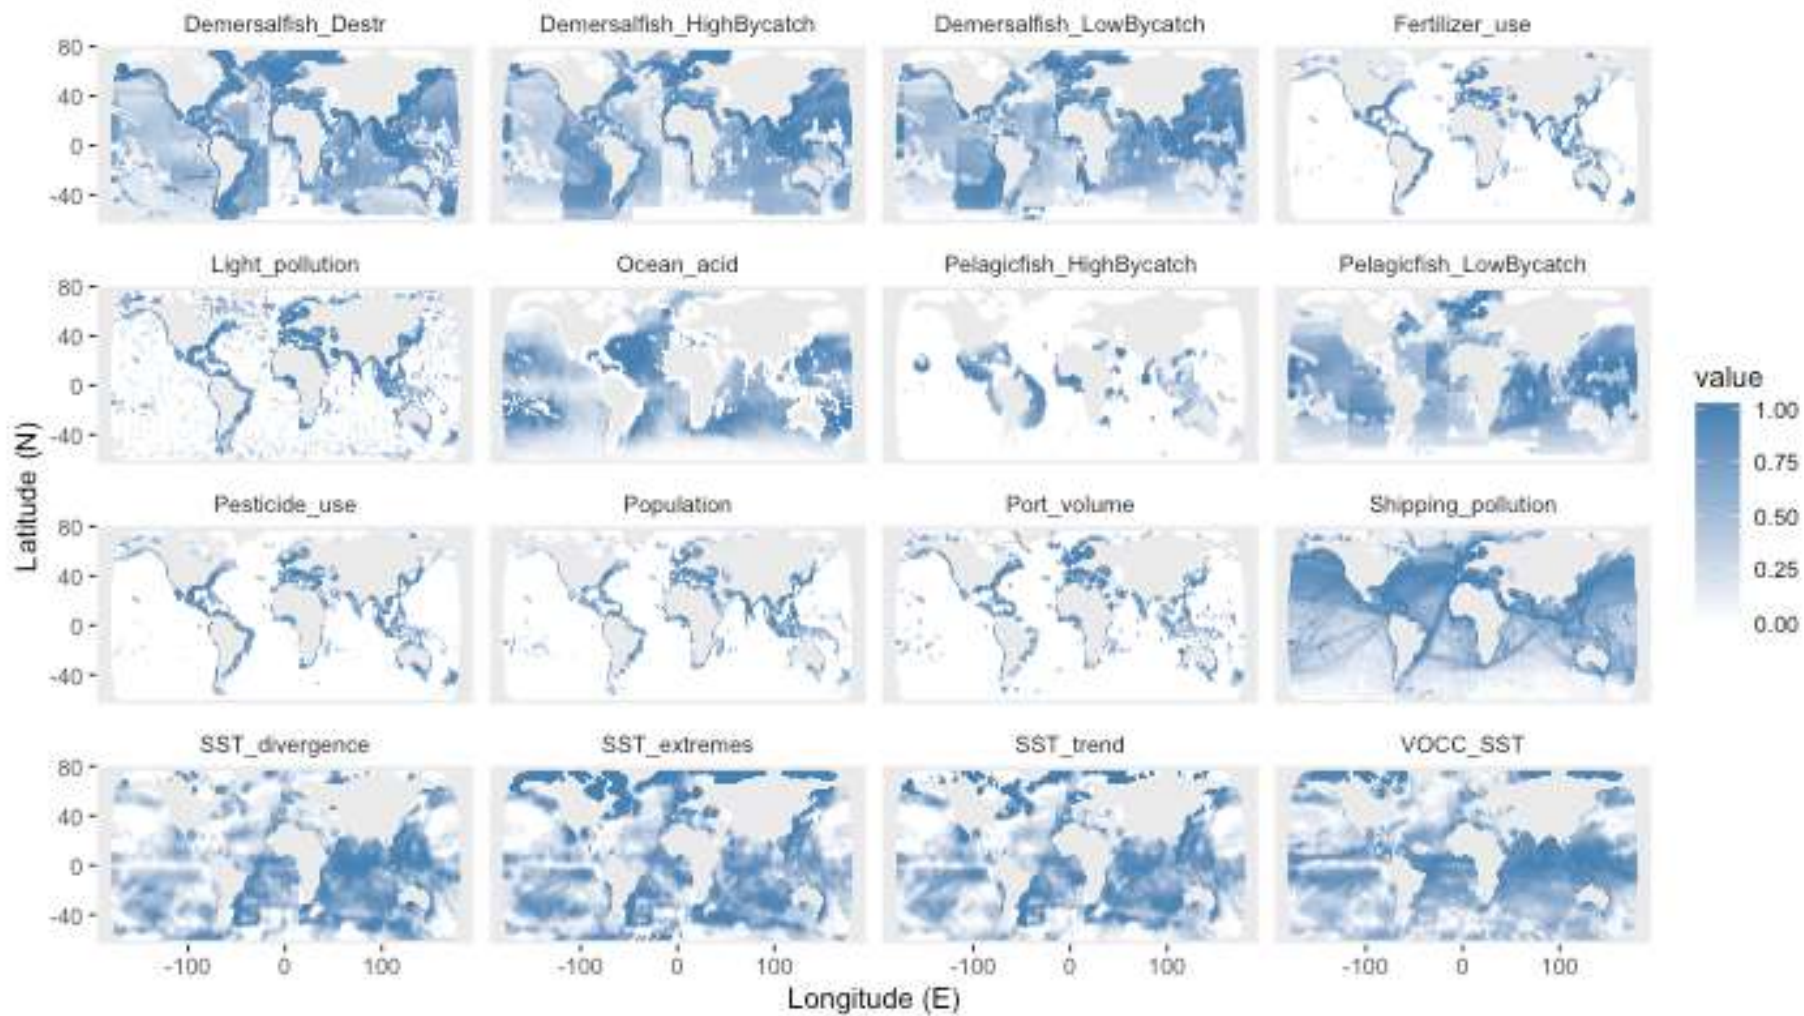 Demersalfish_Destr Demersalfish_HighBycatch Demersalfish_LowBycatch Fertilizer_use
80
40
0
-40
Light_pollution Ocean_acid Pelagicfish_HighBycatch Pelagicfish_LowBycatch
80
40
0
-40
Pesticide_use Population Port_volume Shipping_pollution
80
40
0
-40
SST_divergence SST_extremes SST_trend VOCC_SST
80
40
0
-40
-100 0 100 -100 0 100 -100 0 100 -100 0 100
Longitude (E)
Latitude (N)
value
1.00
0.75
0.50
0.25
0.00